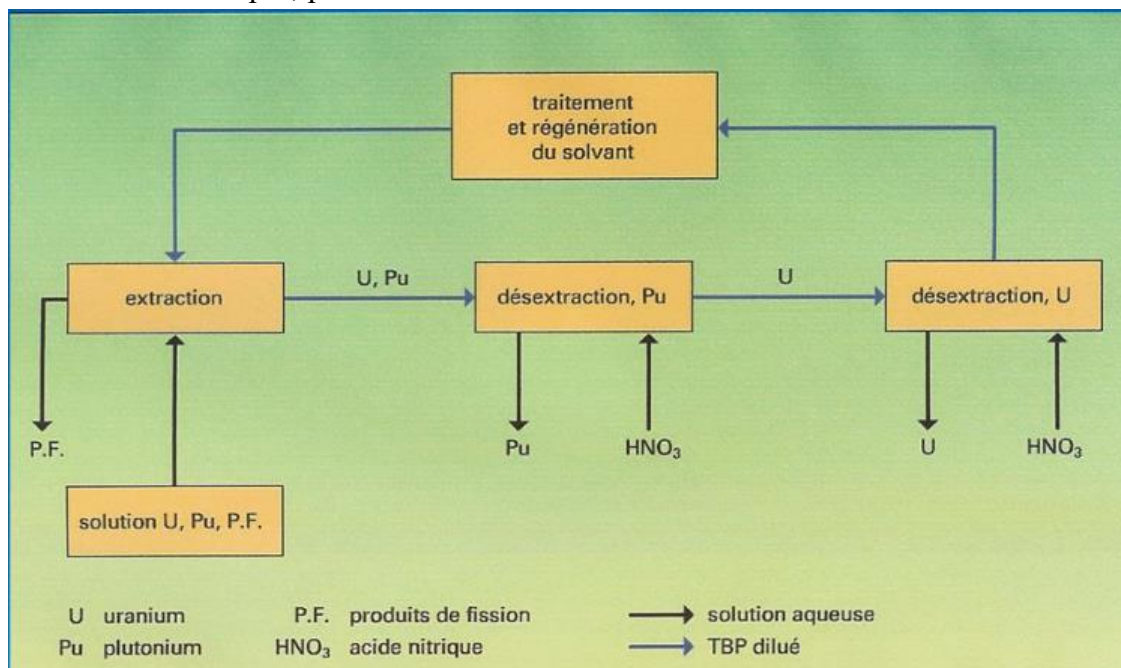 traitement
et régénération
du solvant
extraction
U, Pu
désextraction, Pu
U
désextraction, U
P.F.
Pu
HNO₃
U
HNO₃
solution U, Pu, P.F.
U uranium
P.F. produits de fission
solution aqueuse
Pu plutonium
HNO₃ acide nitrique
TBP dilué